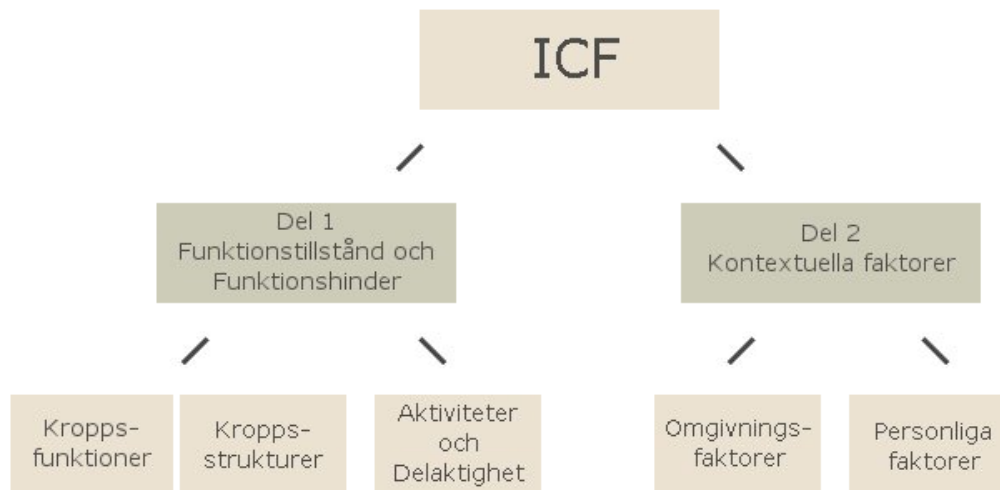 ICF
Del 1
Funktionstillstånd och
Funktionshinder
Del 2
Kontextuella faktorer
Kropps-
funktioner
Kropps-
strukturer
Aktiviteter
och
Delaktighet
Omgivnings-
faktorer
Personliga
faktorer